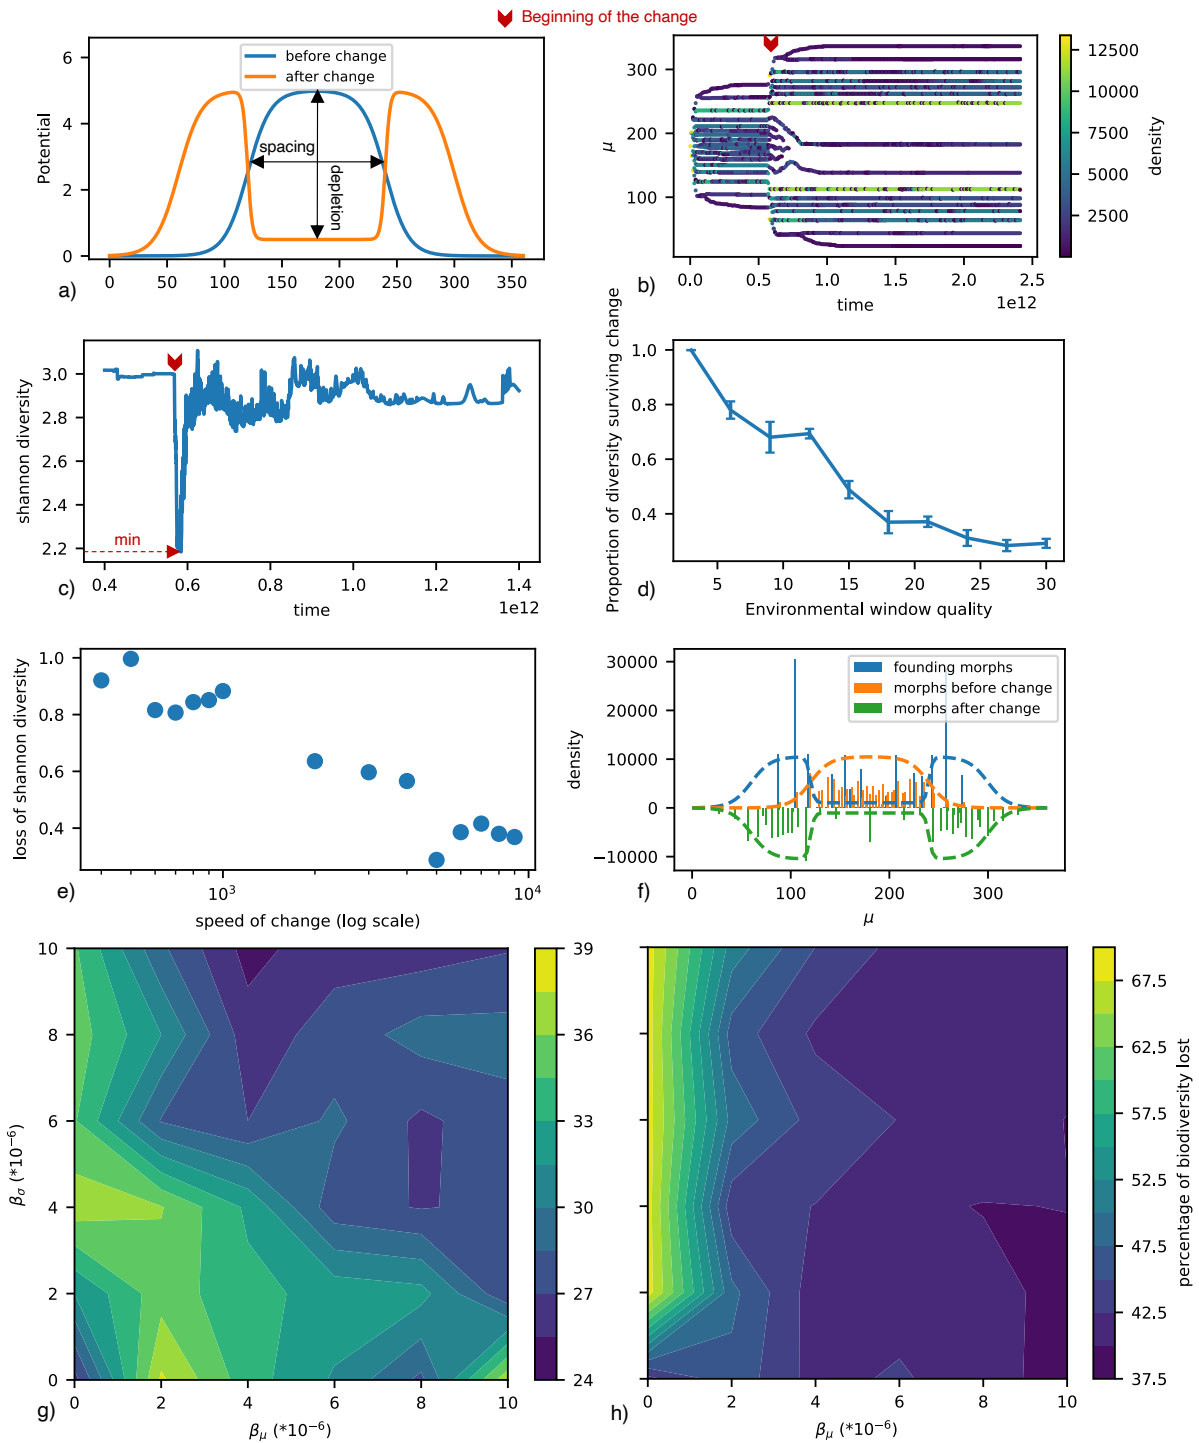 Beginning of the change
6
4
2
0
Potential
before change
after change
spacing
depletion
0 50 100 150 200 250 300 350
a)
300
200
100
μ
12500
10000
7500
5000
2500
density
0.0 0.5 1.0 1.5 2.0 2.5
1e12
time
b)
3.0
2.8
2.6
2.4
2.2
shannon diversity
min
0.4 0.6 0.8 1.0 1.2 1.4
1e12
time
c)
1.0
0.8
0.6
0.4
Proportion of diversity surviving change
5 10 15 20 25 30
Environmental window quality
d)
1.0
0.8
0.6
0.4
loss of shannon diversity
10³ 10⁴
speed of change (log scale)
e)
30000
20000
10000
0
−10000
density
founding morphs
morphs before change
morphs after change
0 100 200 300
μ
f)
10
8
6
4
2
0
βσ (*10⁻⁶)
0 2 4 6 8 10
βμ (*10⁻⁶)
39
36
33
30
27
24
g)
0 2 4 6 8 10
βμ (*10⁻⁶)
67.5
62.5
57.5
52.5
47.5
42.5
37.5
percentage of biodiversity lost
h)